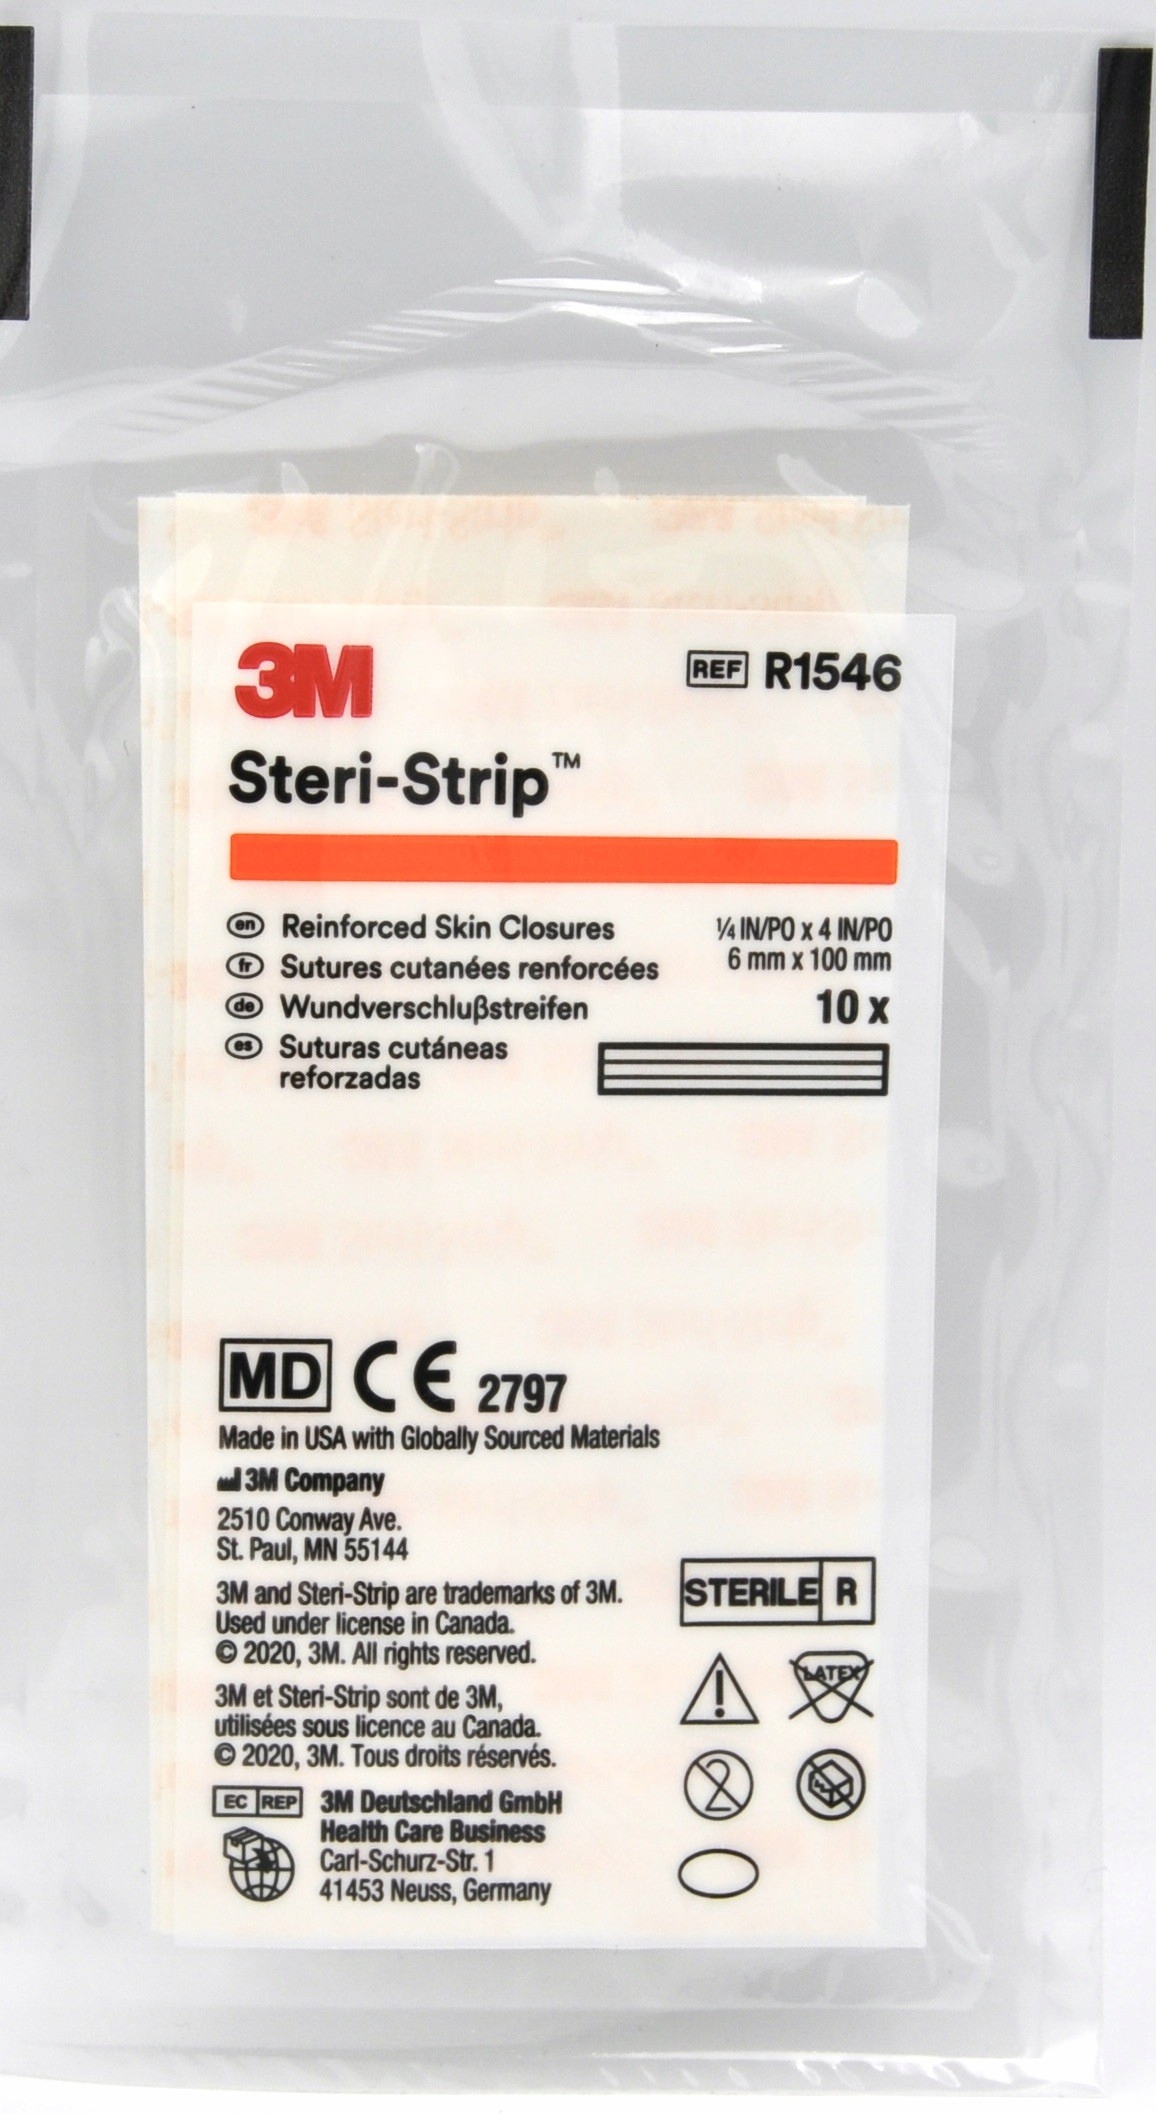 3M
REF R1546
Steri-Strip™
en Reinforced Skin Closures
fr Sutures cutanées renforcées
de Wundverschlußstreifen
es Suturas cutáneas
reforzadas
¼ IN/PO x 4 IN/PO
6 mm x 100 mm
10 x
MD CE 2797
Made in USA with Globally Sourced Materials
3M Company
2510 Conway Ave.
St. Paul, MN 55144
3M and Steri-Strip are trademarks of 3M.
Used under license in Canada.
© 2020, 3M. All rights reserved.
3M et Steri-Strip sont de 3M,
utilisées sous licence au Canada.
© 2020, 3M. Tous droits réservés.
EC REP 3M Deutschland GmbH
Health Care Business
Carl-Schurz-Str. 1
41453 Neuss, Germany
STERILE R
LATEX
2